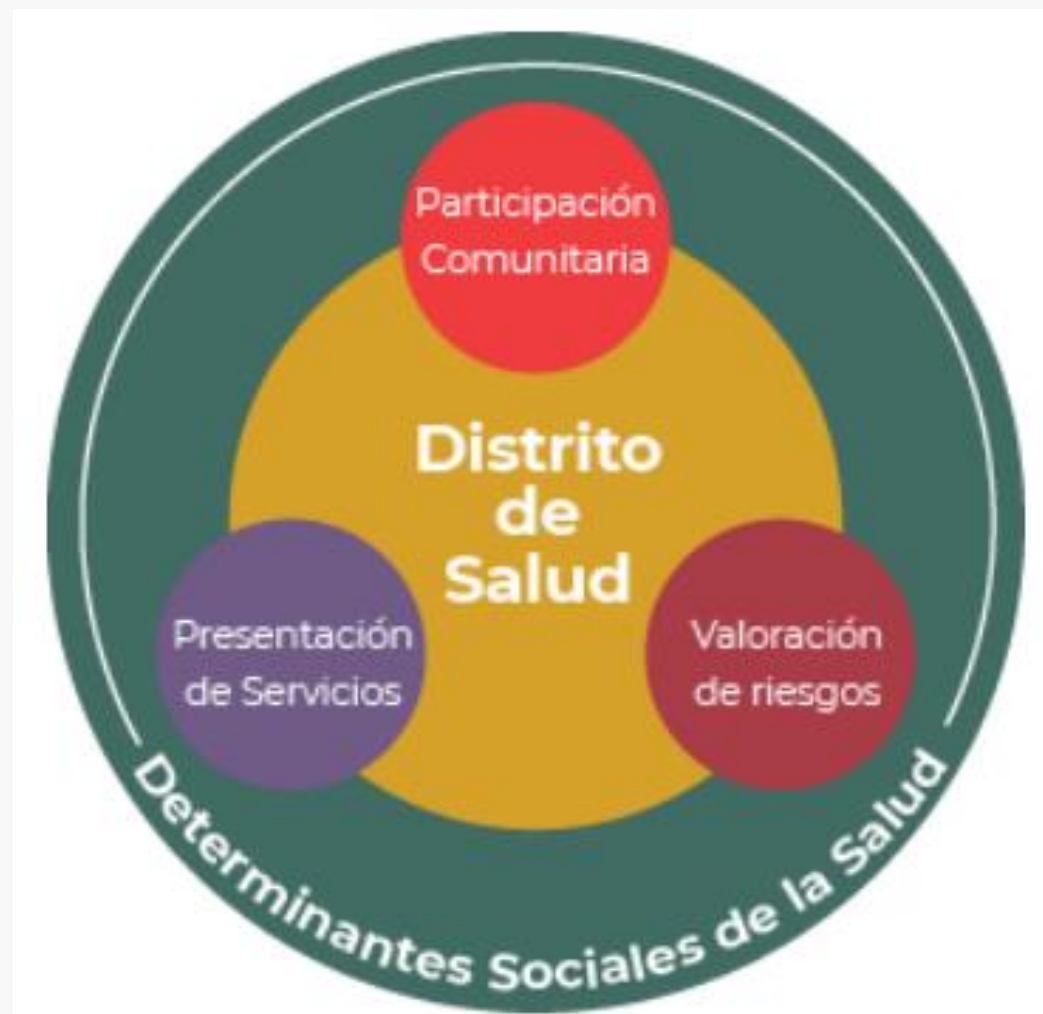 Participación
Comunitaria
Distrito
de
Salud
Presentación
de Servicios
Valoración
de riesgos
Determinantes Sociales de la Salud